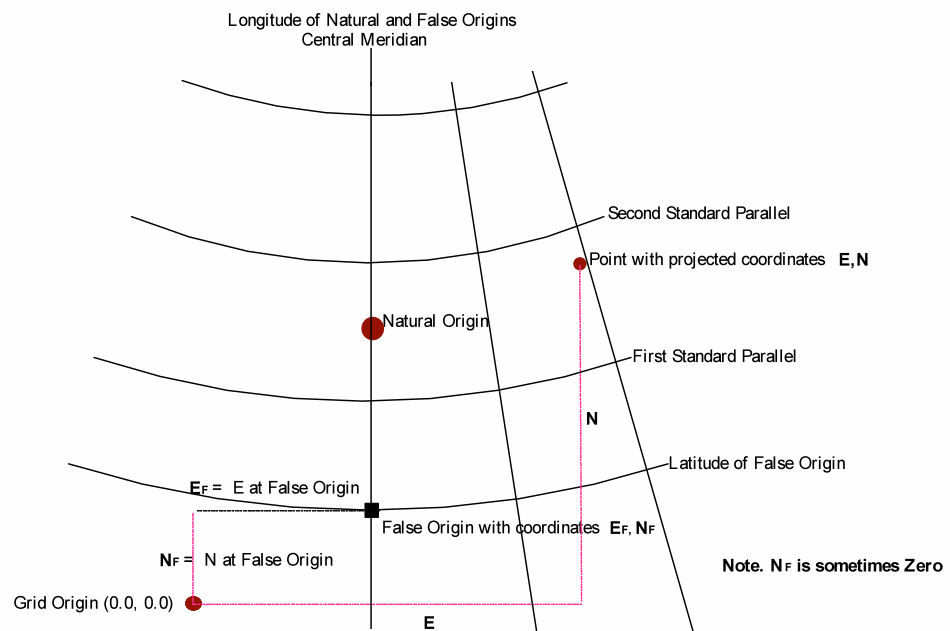 Longitude of Natural and False Origins
Central Meridian
Second Standard Parallel
Point with projected coordinates E,N
Natural Origin
First Standard Parallel
N
Latitude of False Origin
EF = E at False Origin
False Origin with coordinates EF, NF
NF = N at False Origin
Note. NF is sometimes Zero
Grid Origin (0.0, 0.0)
E